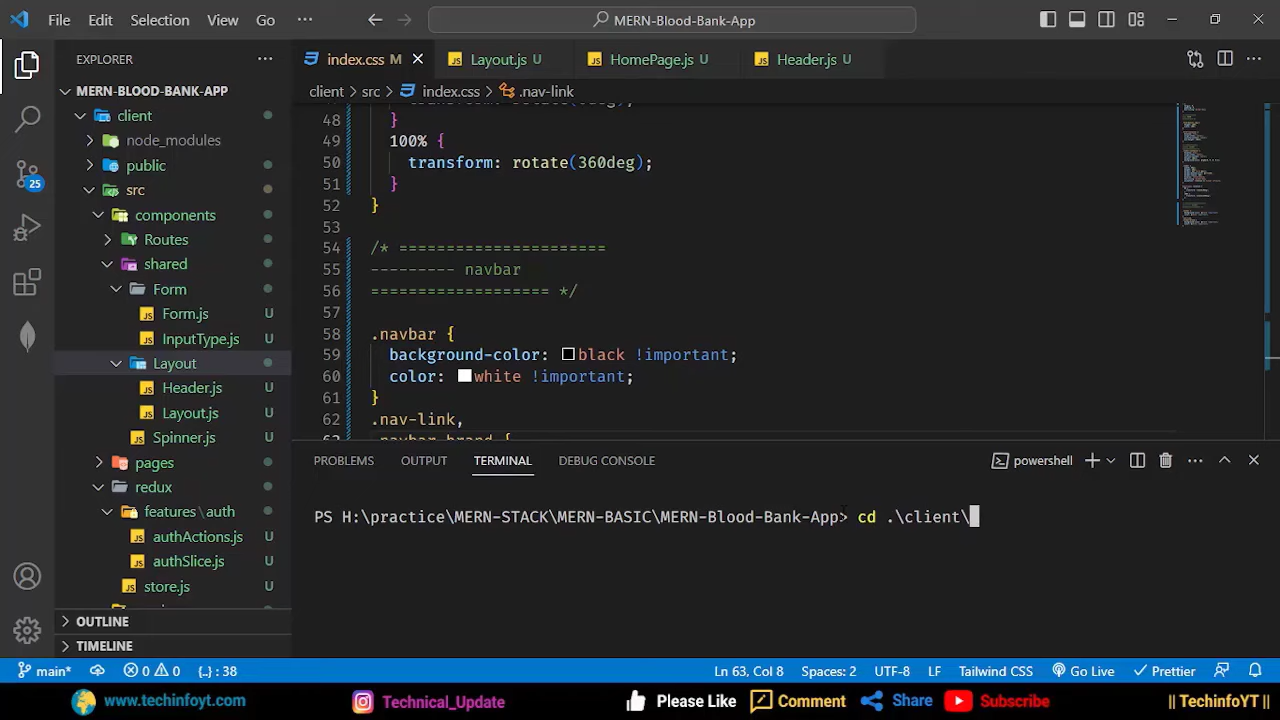 File Edit Selection View Go ··· MERN-Blood-Bank-App
EXPLORER ···
index.css M
Layout.js U
HomePage.js U
Header.js U
client > src > index.css > .nav-link
MERN-BLOOD-BANK-APP
client
node_modules
public
src
components
Routes
shared
Form
Form.js U
InputType.js U
Layout
Header.js U
Layout.js U
Spinner.js U
pages
redux
features\auth
authActions.js U
authSlice.js U
store.js U
OUTLINE
TIMELINE
25
48 }
49 100% {
50 transform: rotate(360deg);
51 }
52 }
53
54 /* ======================
55 --------- navbar
56 =================== */
57
58 .navbar {
59 background-color: black !important;
60 color: white !important;
61 }
62 .nav-link,
63 .navbar-brand {
PROBLEMS OUTPUT TERMINAL DEBUG CONSOLE powershell
PS H:\practice\MERN-STACK\MERN-BASIC\MERN-Blood-Bank-App> cd .\client\
main* 0 0 {..} : 38 Ln 63, Col 8 Spaces: 2 UTF-8 LF Tailwind CSS Go Live Prettier
www.techinfoyt.com Technical_Update Please Like Comment Share Subscribe || TechinfoYT ||